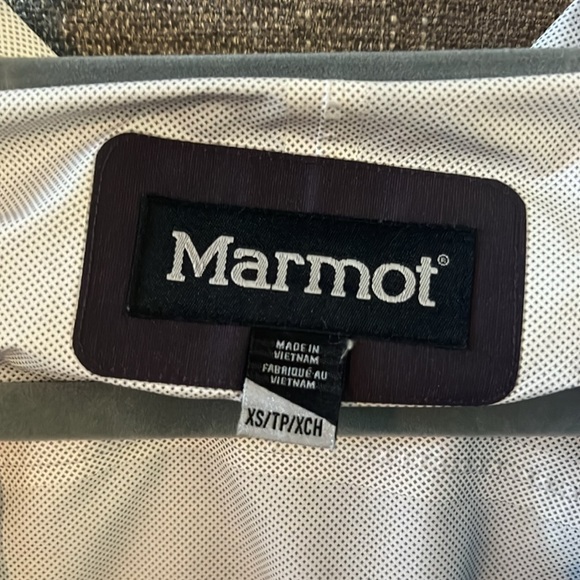 Marmot®
MADE IN
VIETNAM
FABRIQUÉ AU
VIETNAM
XS/TP/XCH